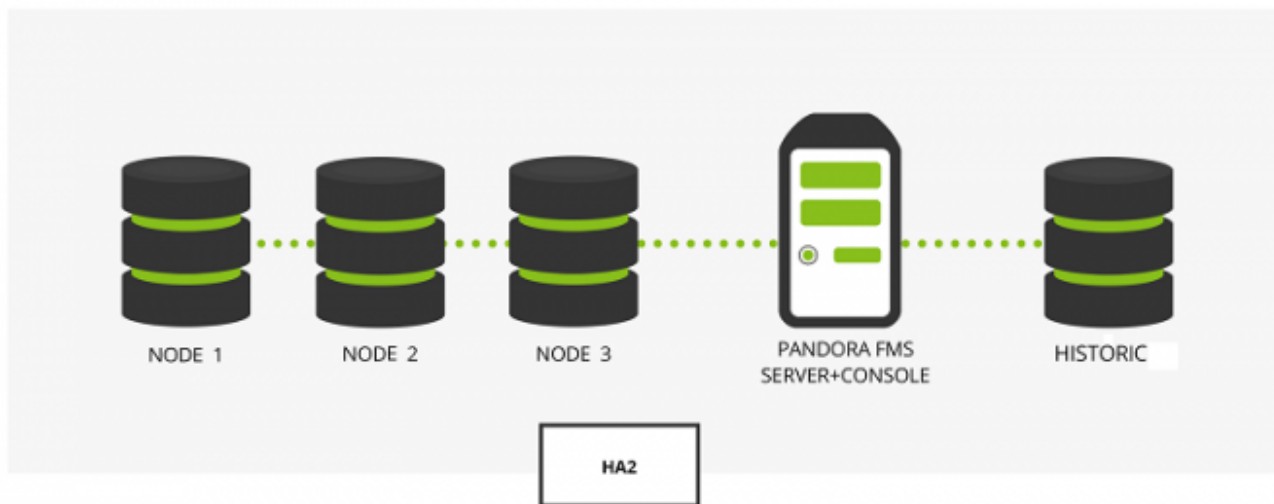 NODE 1
NODE 2
NODE 3
PANDORA FMS
SERVER+CONSOLE
HISTORIC
HA2